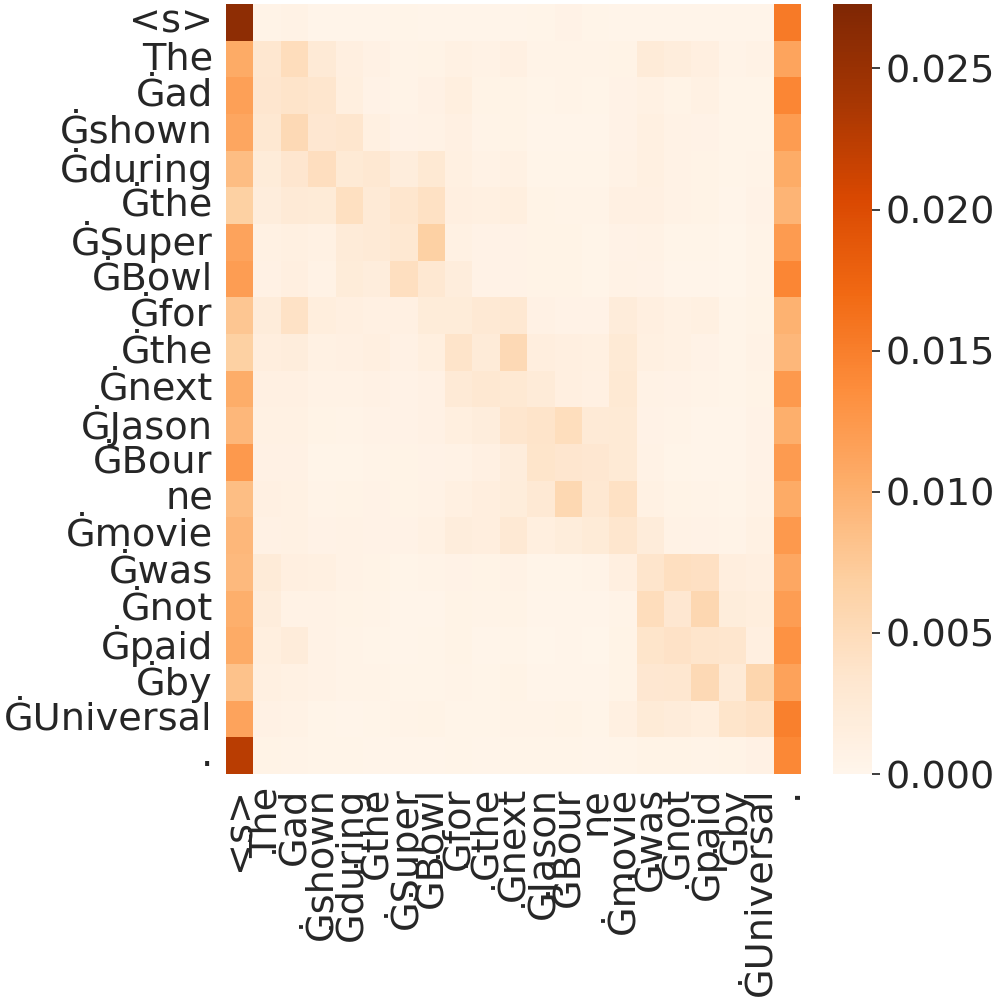 <s>
The
Ġad
Ġshown
Ġduring
Ġthe
ĠSuper
ĠBowl
Ġfor
Ġthe
Ġnext
ĠJason
ĠBour
ne
Ġmovie
Ġwas
Ġnot
Ġpaid
Ġby
ĠUniversal
.
0.025
0.020
0.015
0.010
0.005
0.000
<s>
The
Ġad
Ġshown
Ġduring
Ġthe
ĠSuper
ĠBowl
Ġfor
Ġthe
Ġnext
ĠJason
ĠBour
ne
Ġmovie
Ġwas
Ġnot
Ġpaid
Ġby
ĠUniversal
.